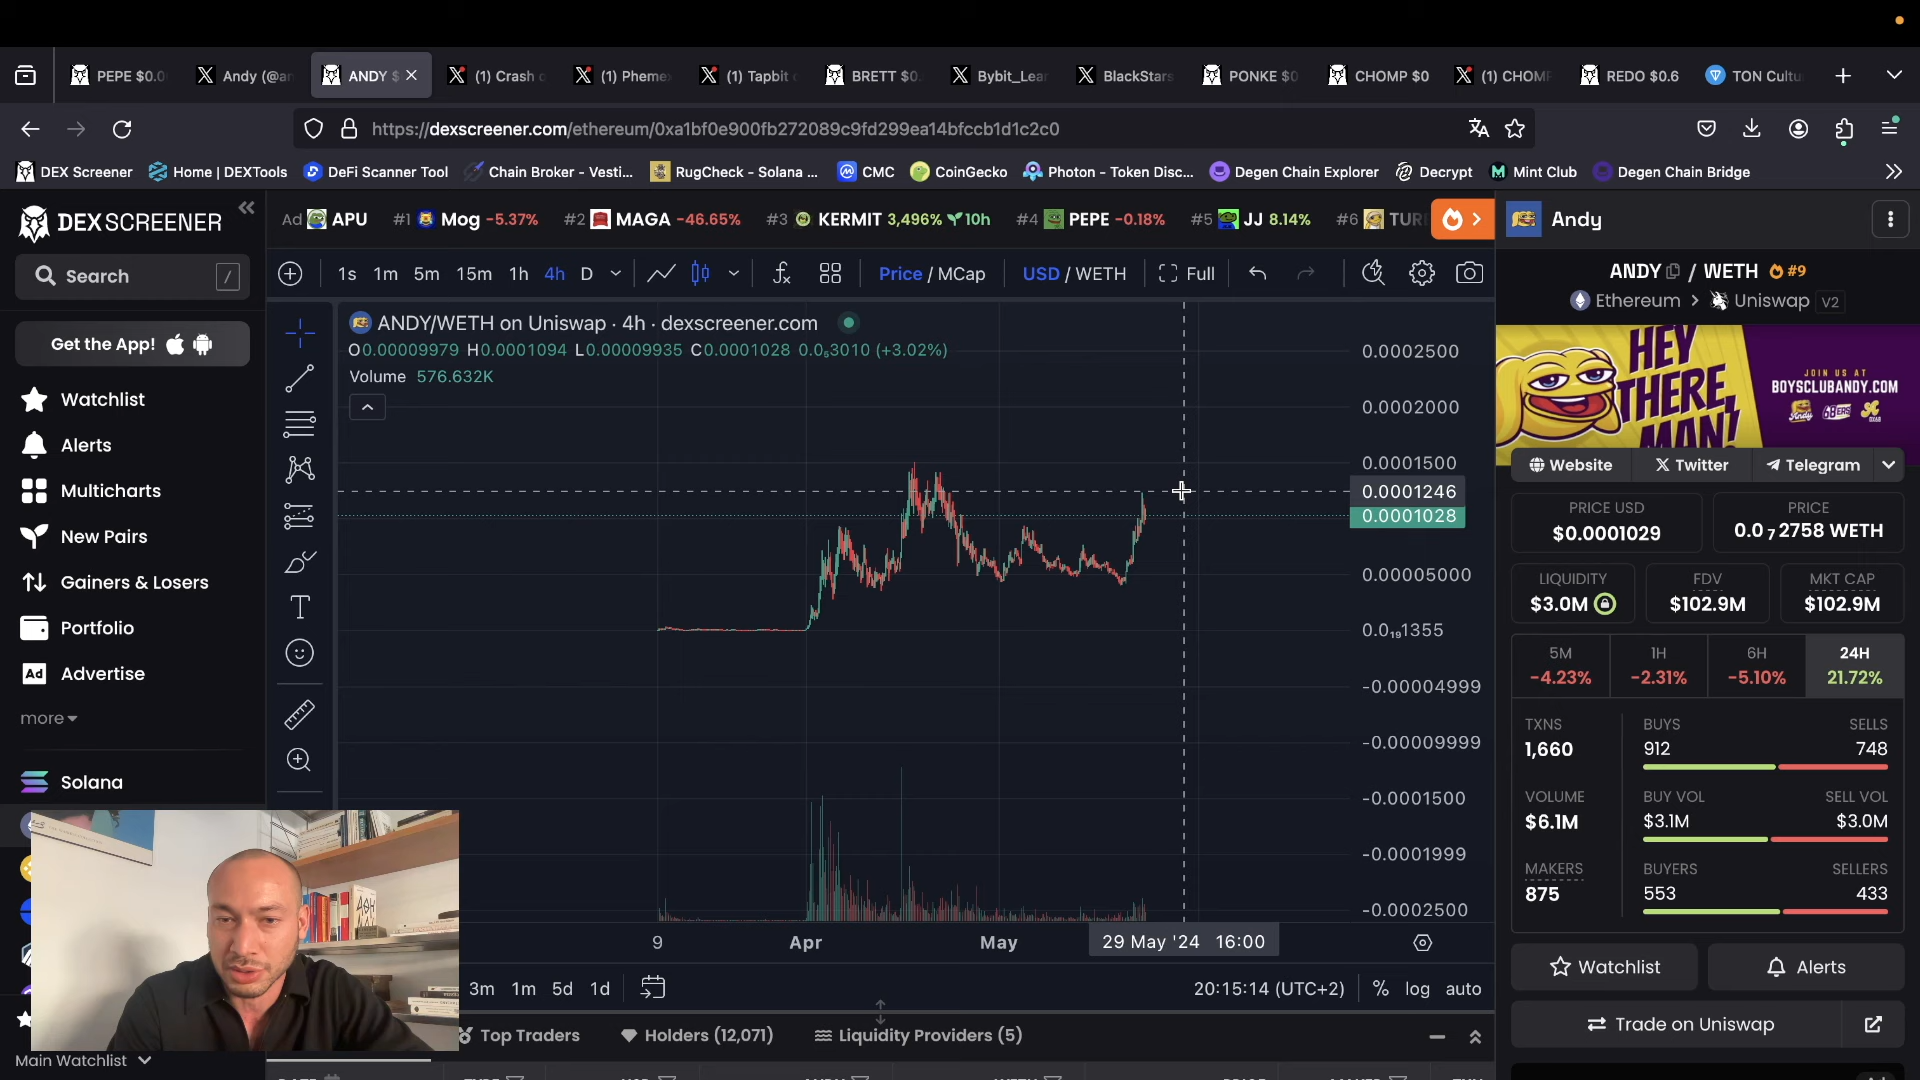 PEPE $0.0
Andy (@an
ANDY $
(1) Crash o
(1) Pheme
(1) Tapbit
BRETT $0.
Bybit_Lear
BlackStars
PONKE $0
CHOMP $0
(1) CHOMP
REDO $0.6
TON Cultu
https://dexscreener.com/ethereum/0xa1bf0e900fb272089c9fd299ea14bfccb1d1c2c0
DEX Screener
Home | DEXTools
DeFi Scanner Tool
Chain Broker - Vesti...
RugCheck - Solana ...
CMC
CoinGecko
Photon - Token Disc...
Degen Chain Explorer
Decrypt
Mint Club
Degen Chain Bridge
DEX SCREENER
Search /
Get the App!
Watchlist
Alerts
Multicharts
New Pairs
Gainers & Losers
Portfolio
Ad Advertise
more
Solana
Main Watchlist
Ad APU #1 Mog -5.37% #2 MAGA -46.65% #3 KERMIT 3,496% 10h #4 PEPE -0.18% #5 JJ 8.14% #6
1s 1m 5m 15m 1h 4h D Price / MCap USD / WETH Full
ANDY/WETH on Uniswap · 4h · dexscreener.com
O0.00009979 H0.0001094 L0.00009935 C0.0001028 0.0₅3010 (+3.02%)
Volume 576.632K
0.0002500
0.0002000
0.0001500
0.0001246
0.0001028
0.00005000
0.0₁₉1355
-0.00004999
-0.00009999
-0.0001500
-0.0001999
-0.0002500
9 Apr May 29 May '24 16:00
3m 1m 5d 1d 20:15:14 (UTC+2) % log auto
Top Traders Holders (12,071) Liquidity Providers (5)
Andy
ANDY / WETH #9
Ethereum > Uniswap V2
HEY
THERE,
MAN!
JOIN US AT
BOYSCLUBANDY.COM
Website Twitter Telegram
PRICE USD PRICE
$0.0001029 0.0₇2758 WETH
LIQUIDITY FDV MKT CAP
$3.0M $102.9M $102.9M
5M 1H 6H 24H
-4.23% -2.31% -5.10% 21.72%
TXNS BUYS SELLS
1,660 912 748
VOLUME BUY VOL SELL VOL
$6.1M $3.1M $3.0M
MAKERS BUYERS SELLERS
875 553 433
Watchlist Alerts
Trade on Uniswap